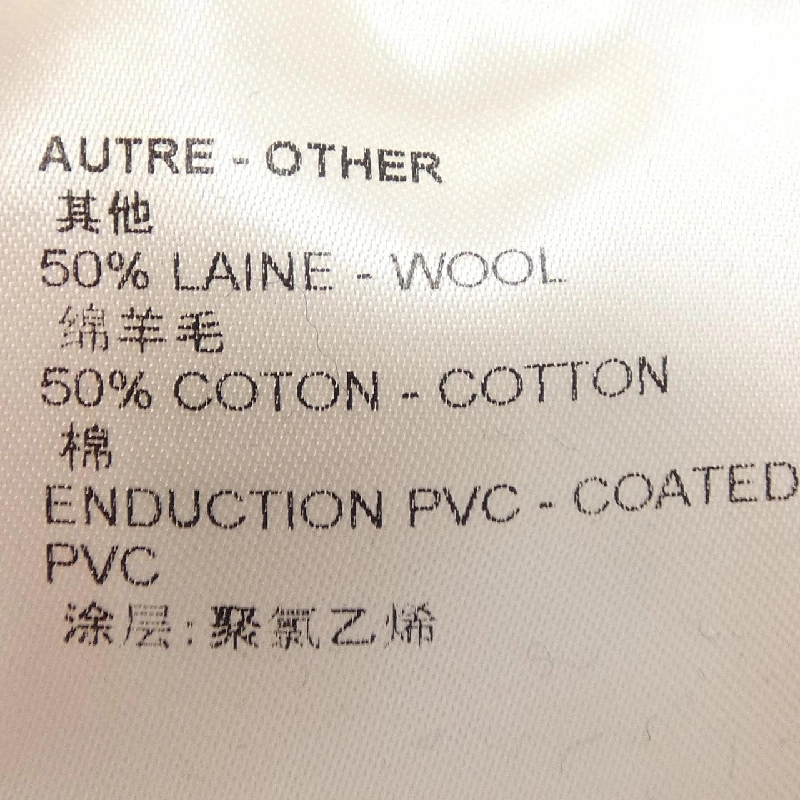 AUTRE - OTHER
其他
50% LAINE - WOOL
绵羊毛
50% COTON - COTTON
棉
ENDUCTION PVC - COATED
PVC
涂层: 聚氯乙烯